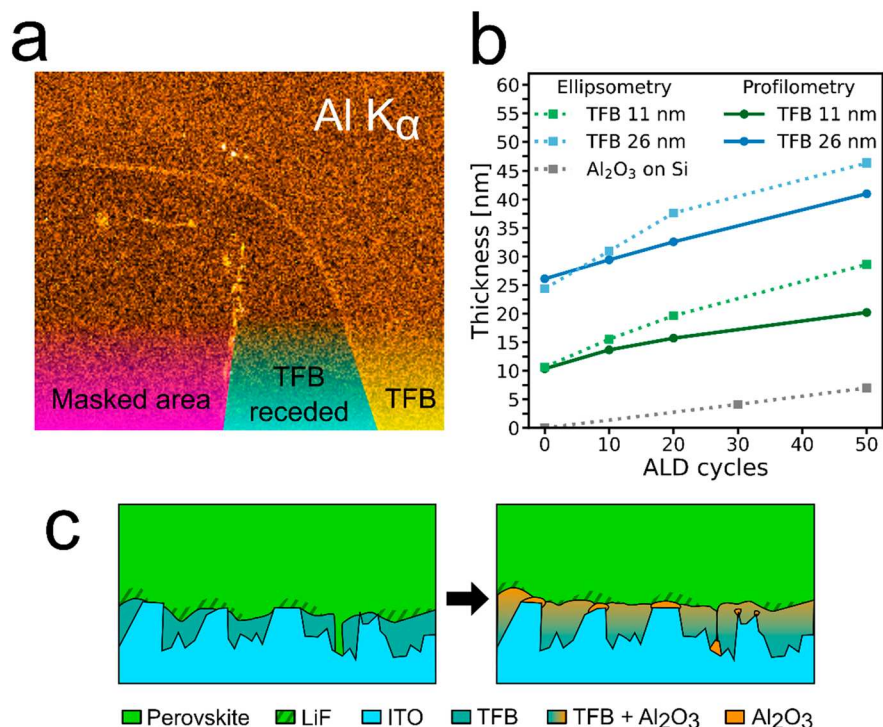 a
Al Kα
Masked area
TFB
receded
TFB
b
Ellipsometry
TFB 11 nm
TFB 26 nm
Al2O3 on Si
Profilometry
TFB 11 nm
TFB 26 nm
Thickness [nm]
60
55
50
45
40
35
30
25
20
15
10
5
0
0 10 20 30 40 50
ALD cycles
c
Perovskite LiF ITO TFB TFB + Al2O3 Al2O3